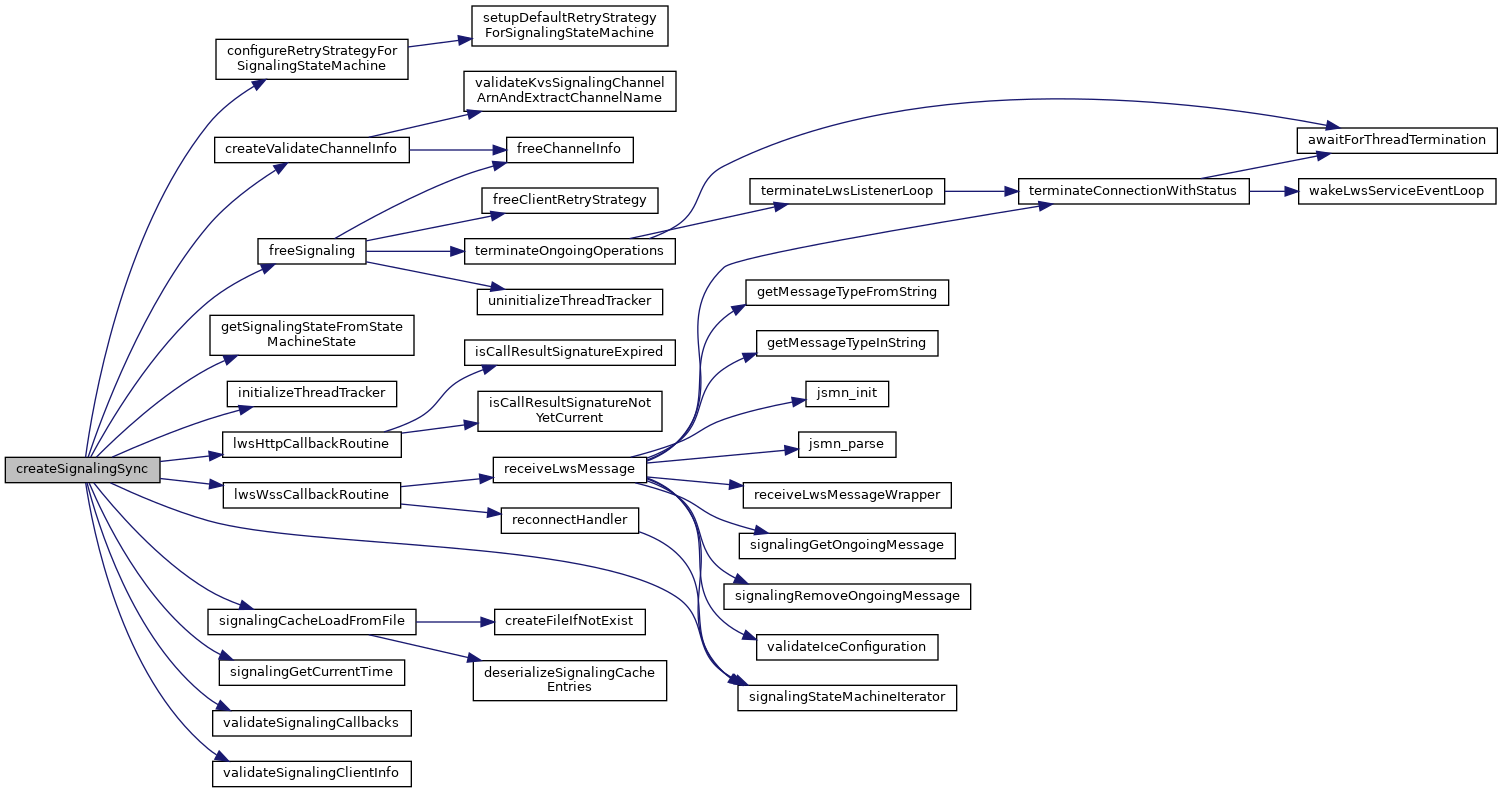 createSignalingSync
configureRetryStrategyFor
SignalingStateMachine
createValidateChannelInfo
freeSignaling
getSignalingStateFromState
MachineState
initializeThreadTracker
lwsHttpCallbackRoutine
lwsWssCallbackRoutine
signalingCacheLoadFromFile
signalingGetCurrentTime
validateSignalingCallbacks
validateSignalingClientInfo
setupDefaultRetryStrategy
ForSignalingStateMachine
validateKvsSignalingChannel
ArnAndExtractChannelName
freeChannelInfo
freeClientRetryStrategy
terminateOngoingOperations
uninitializeThreadTracker
isCallResultSignatureExpired
isCallResultSignatureNot
YetCurrent
receiveLwsMessage
reconnectHandler
createFileIfNotExist
deserializeSignalingCache
Entries
terminateLwsListenerLoop
getMessageTypeFromString
getMessageTypeInString
jsmn_init
jsmn_parse
receiveLwsMessageWrapper
signalingGetOngoingMessage
signalingRemoveOngoingMessage
validateIceConfiguration
signalingStateMachineIterator
terminateConnectionWithStatus
awaitForThreadTermination
wakeLwsServiceEventLoop